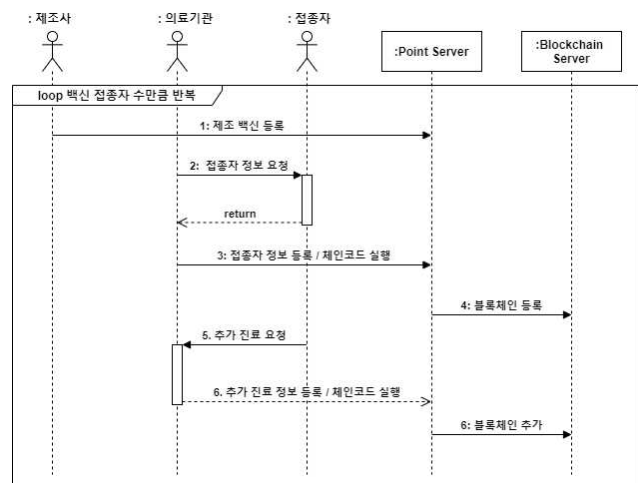 : 제조사
: 의료기관
: 접종자
:Point Server
:Blockchain
Server
loop 백신 접종자 수만큼 반복
1: 제조 백신 등록
2: 접종자 정보 요청
return
3: 접종자 정보 등록 / 체인코드 실행
4: 블록체인 등록
5. 추가 진료 요청
6. 추가 진료 정보 등록 / 체인코드 실행
6: 블록체인 추가